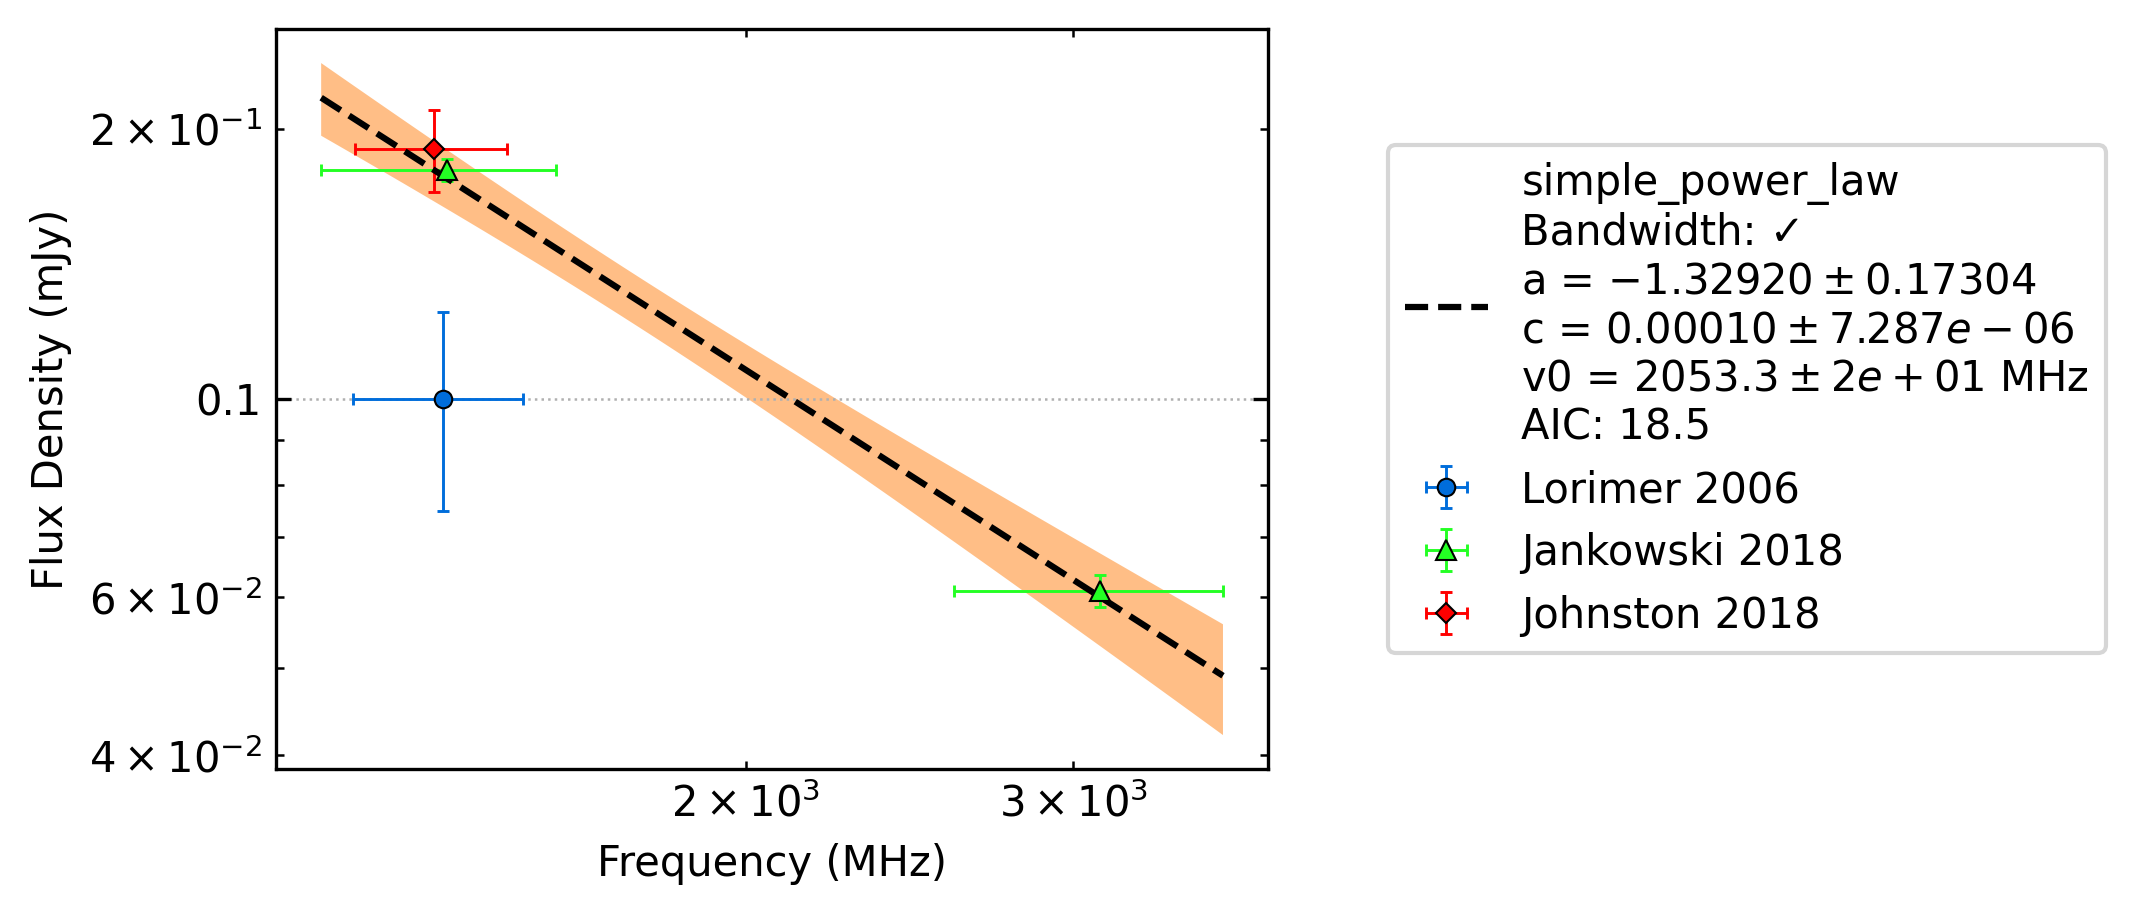 2 × 10⁻¹
0.1
6 × 10⁻²
4 × 10⁻²
Flux Density (mJy)
2 × 10³
3 × 10³
Frequency (MHz)
simple_power_law
Bandwidth: ✓
a = −1.32920 ± 0.17304
c = 0.00010 ± 7.287e − 06
v0 = 2053.3 ± 2e + 01 MHz
AIC: 18.5
Lorimer 2006
Jankowski 2018
Johnston 2018